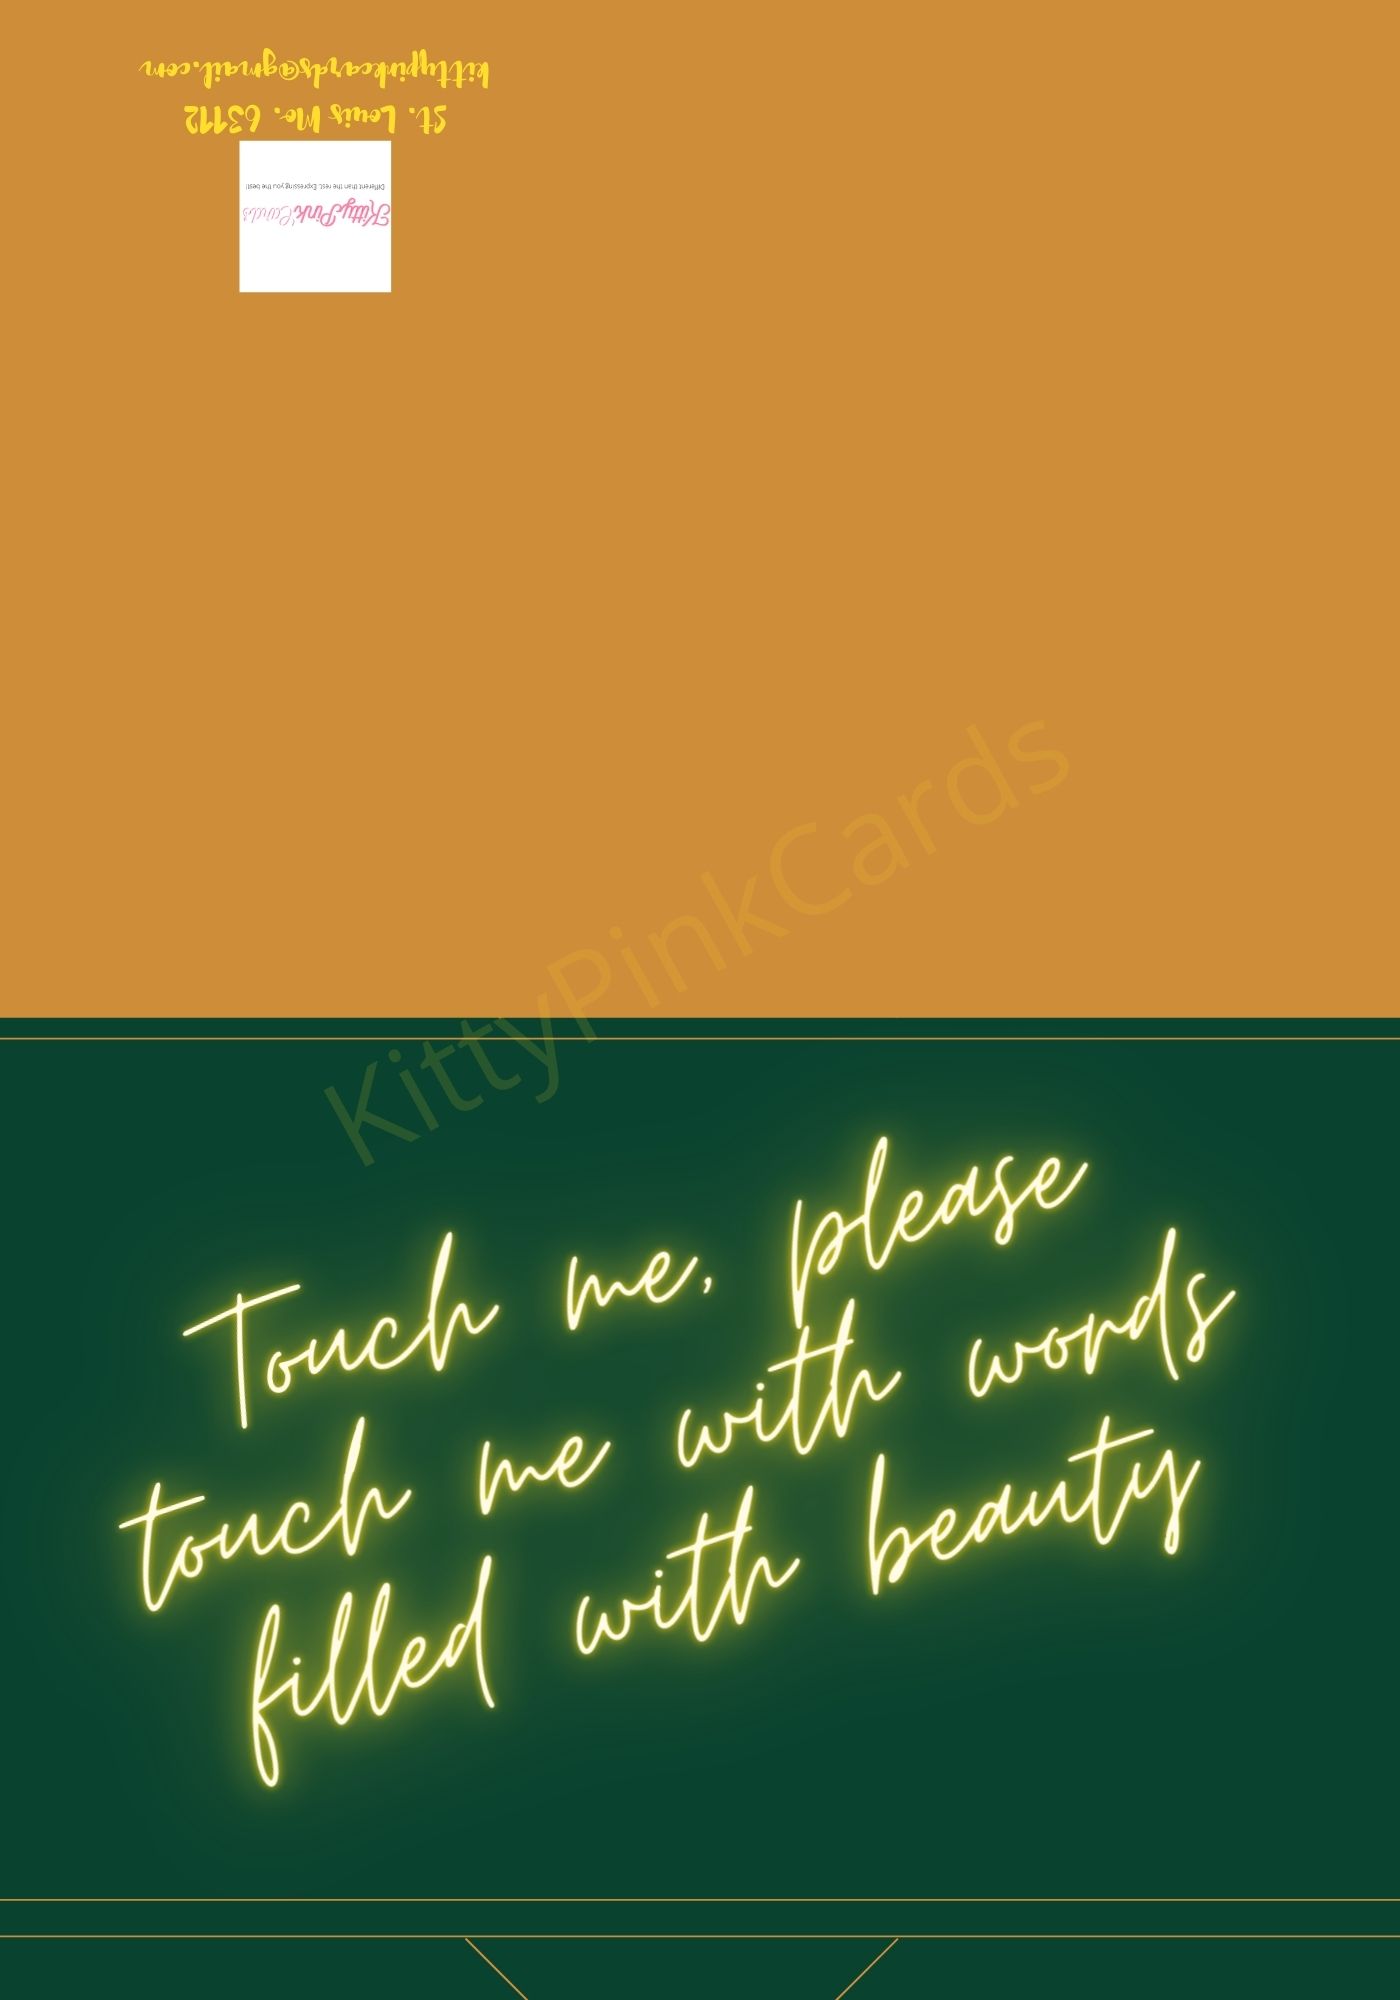 kittypinkcards@gmail.com
St. Louis Mo. 63112
Different than the rest. Expressing you the best!
KittyPinkCards
KittyPinkCards
Touch me, please
touch me with words
filled with beauty